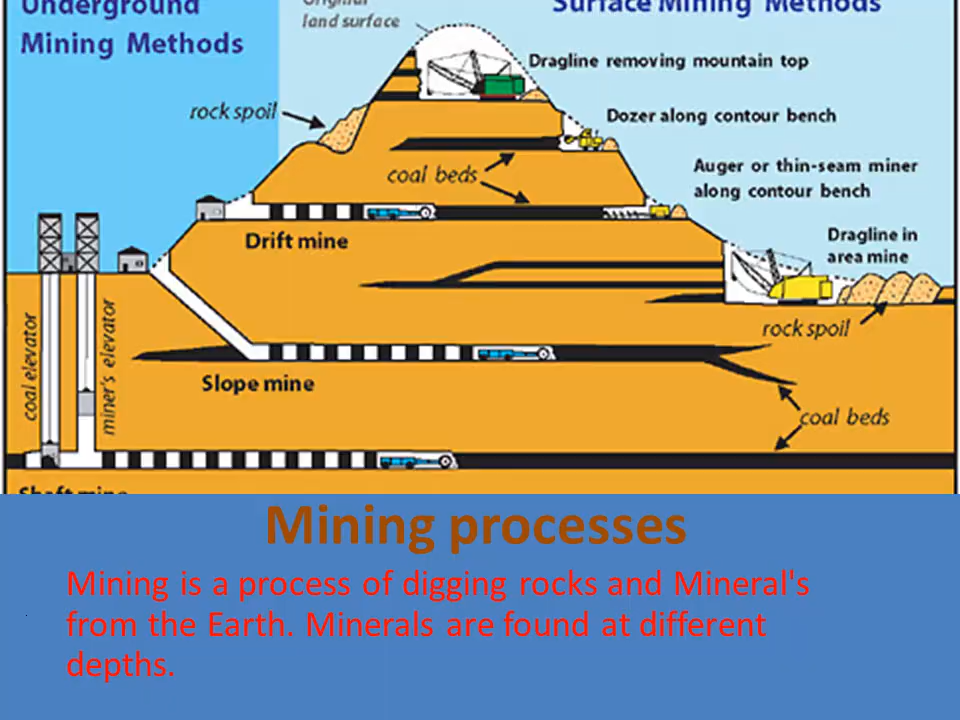 Underground
Mining Methods
Original
land surface
Surface Mining Methods
Dragline removing mountain top
rock spoil
Dozer along contour bench
coal beds
Auger or thin-seam miner
along contour bench
Drift mine
Dragline in
area mine
rock spoil
coal elevator
miner's elevator
Slope mine
coal beds
Shaft mine
Mining processes
Mining is a process of digging rocks and Mineral's
from the Earth. Minerals are found at different
depths.